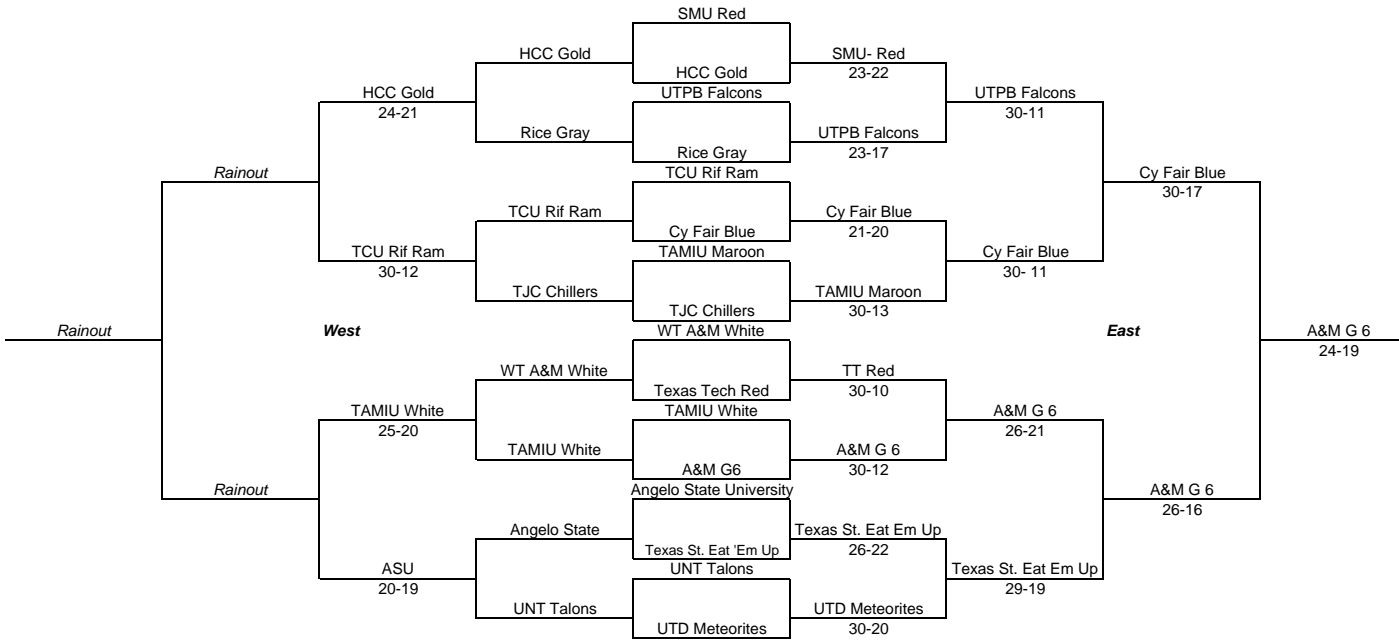 SMU Red
HCC Gold
SMU- Red
HCC Gold
23-22
HCC Gold
UTPB Falcons
UTPB Falcons
24-21
30-11
Rice Gray
UTPB Falcons
Rice Gray
23-17
Rainout
TCU Rif Ram
Cy Fair Blue
30-17
TCU Rif Ram
Cy Fair Blue
Cy Fair Blue
21-20
TCU Rif Ram
TAMIU Maroon
Cy Fair Blue
30-12
30- 11
TJC Chillers
TAMIU Maroon
TJC Chillers
30-13
Rainout
West
WT A&M White
East
A&M G 6
24-19
WT A&M White
TT Red
Texas Tech Red
30-10
TAMIU White
TAMIU White
A&M G 6
25-20
26-21
TAMIU White
A&M G 6
A&M G6
30-12
Rainout
Angelo State University
A&M G 6
26-16
Angelo State
Texas St. Eat Em Up
Texas St. Eat 'Em Up
26-22
ASU
UNT Talons
Texas St. Eat Em Up
20-19
29-19
UNT Talons
UTD Meteorites
UTD Meteorites
30-20